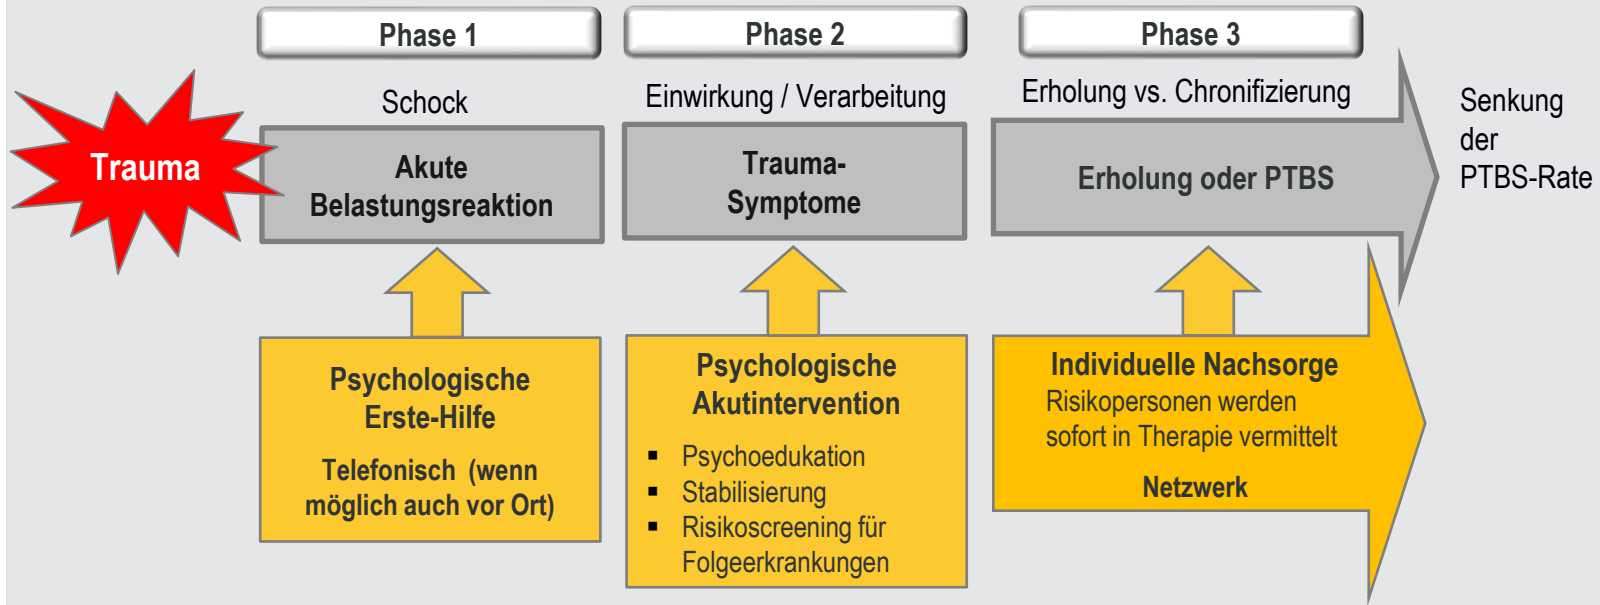 Phase 1
Phase 2
Phase 3
Schock
Einwirkung / Verarbeitung
Erholung vs. Chronifizierung
Trauma
Akute
Belastungsreaktion
Trauma-
Symptome
Erholung oder PTBS
Senkung
der
PTBS-Rate
Psychologische
Erste-Hilfe
Telefonisch (wenn
möglich auch vor Ort)
Psychologische
Akutintervention
▪ Psychoedukation
▪ Stabilisierung
▪ Risikoscreening für
Folgeerkrankungen
Individuelle Nachsorge
Risikopersonen werden
sofort in Therapie vermittelt
Netzwerk